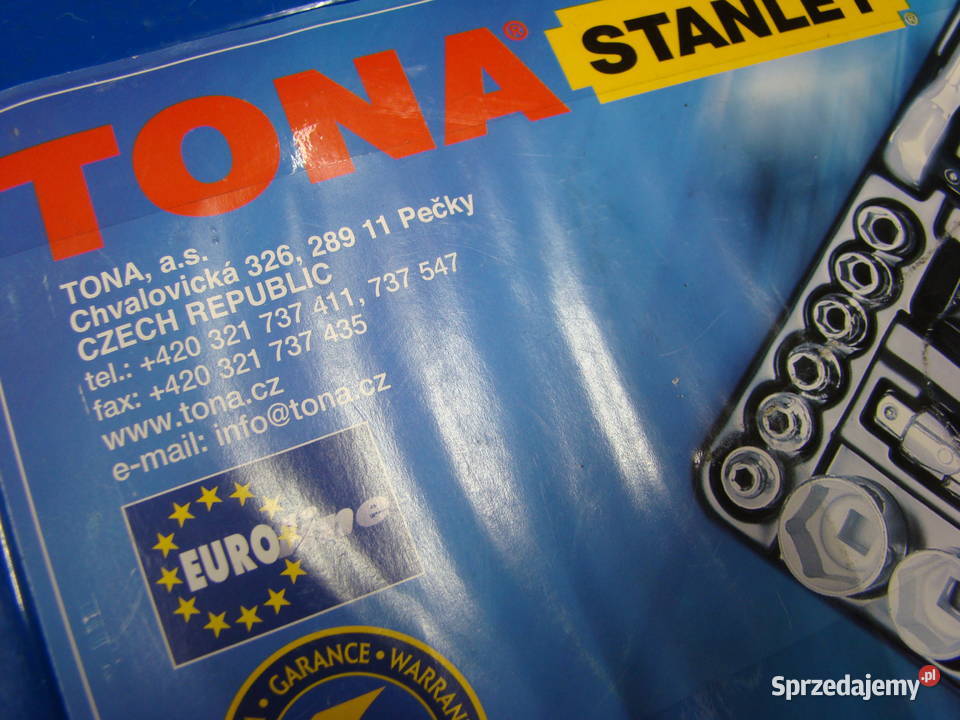 TONA®
STANLEY®
TONA, a.s.
Chvalovická 326, 289 11 Pečky
CZECH REPUBLIC
tel.: +420 321 737 411, 737 547
fax: +420 321 737 435
www.tona.cz
e-mail: info@tona.cz
EUROline
• GARANCE • WARRAN
Sprzedajemy.pl